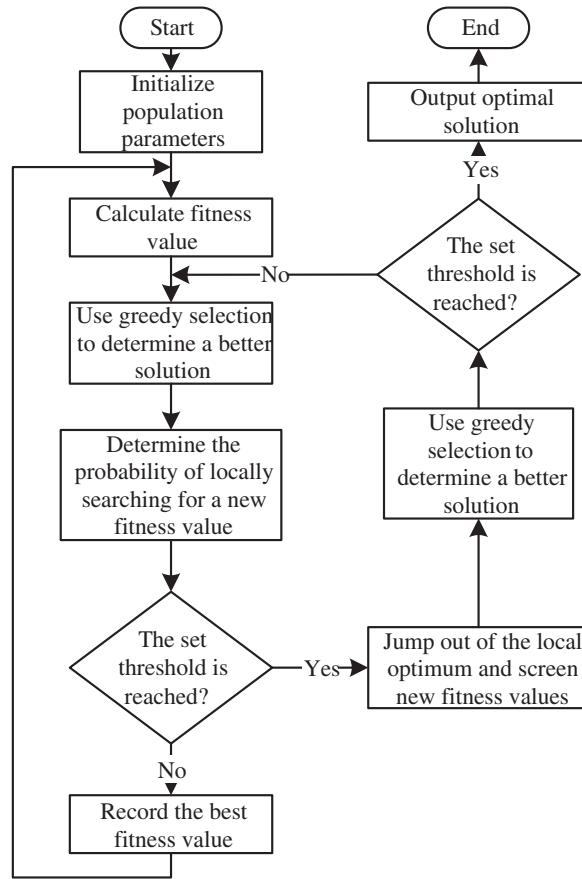 Start
Initialize
population
parameters
Calculate fitness
value
Use greedy selection
to determine a better
solution
Determine the
probability of locally
searching for a new
fitness value
The set
threshold is
reached?
No
Record the best
fitness value
Yes
Jump out of the local
optimum and screen
new fitness values
Use greedy
selection to
determine a better
solution
The set
threshold is
reached?
No
Yes
Output optimal
solution
End